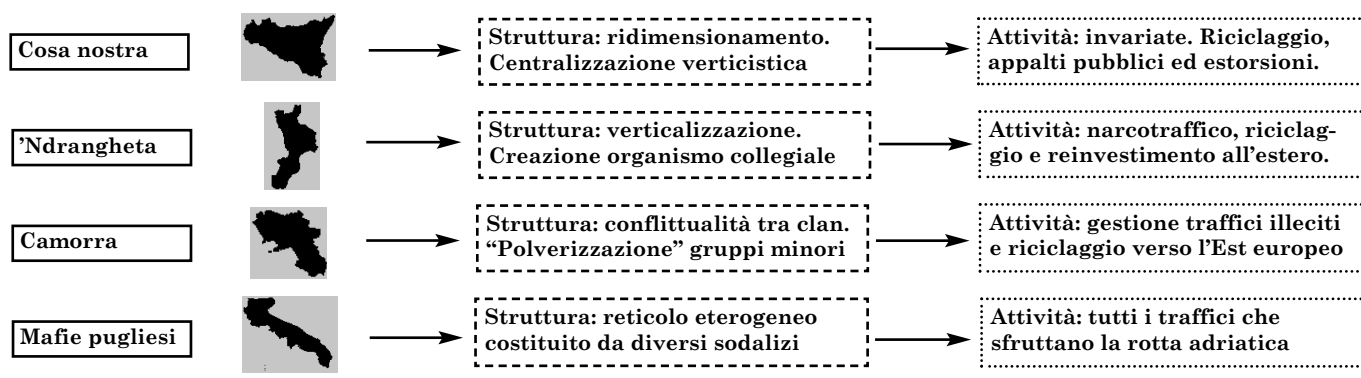 Cosa nostra
Struttura: ridimensionamento.
Centralizzazione verticistica
Attività: invariate. Riciclaggio,
appalti pubblici ed estorsioni.
’Ndrangheta
Struttura: verticalizzazione.
Creazione organismo collegiale
Attività: narcotraffico, riciclag-
gio e reinvestimento all’estero.
Camorra
Struttura: conflittualità tra clan.
“Polverizzazione” gruppi minori
Attività: gestione traffici illeciti
e riciclaggio verso l’Est europeo
Mafie pugliesi
Struttura: reticolo eterogeneo
costituito da diversi sodalizi
Attività: tutti i traffici che
sfruttano la rotta adriatica